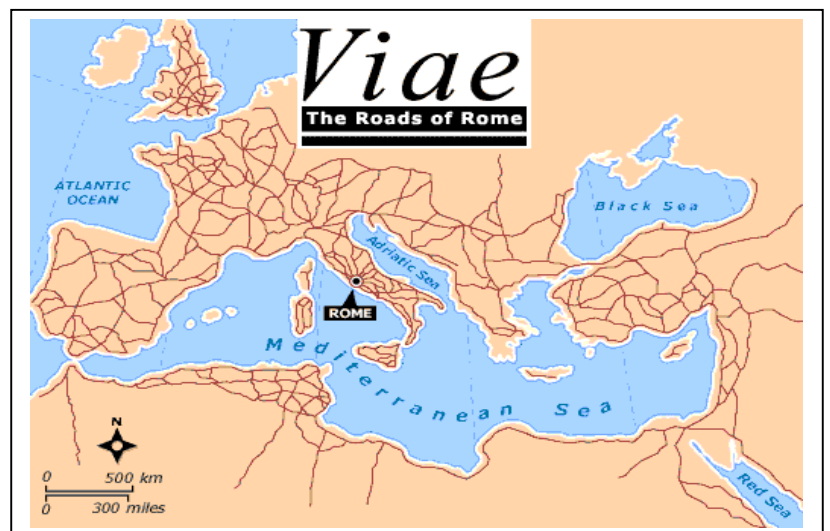 Viae
The Roads of Rome
ATLANTIC
OCEAN
Black Sea
Adriatic Sea
ROME
Mediterranean Sea
N
0 500 km
0 300 miles
Red Sea